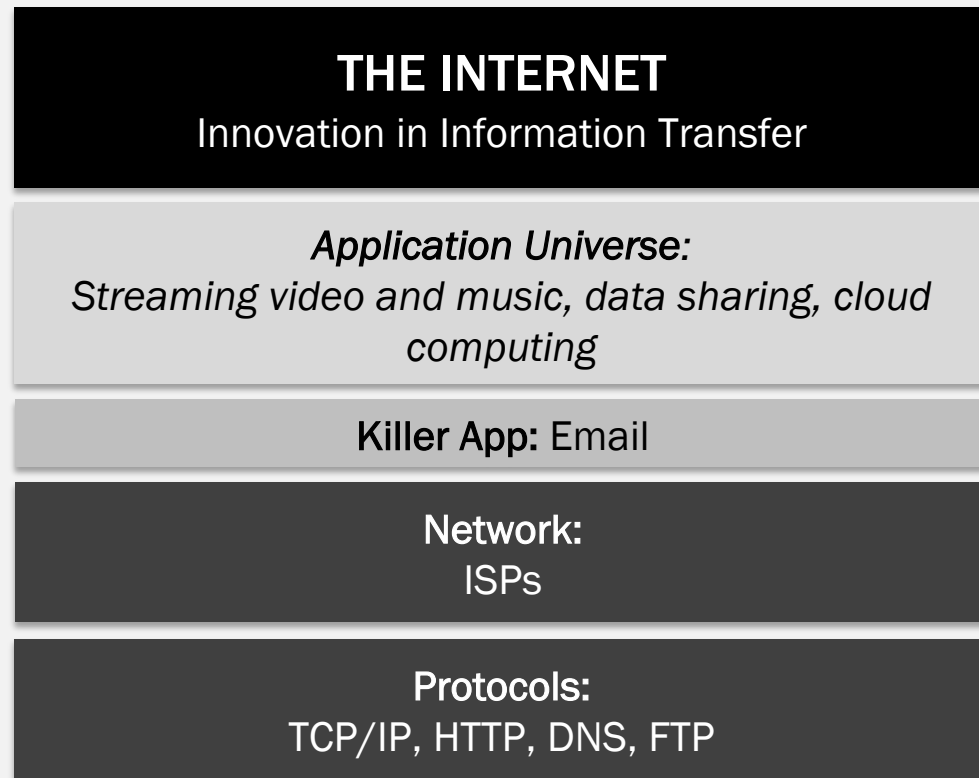 THE INTERNET
Innovation in Information Transfer
Application Universe:
Streaming video and music, data sharing, cloud
computing
Killer App: Email
Network:
ISPs
Protocols:
TCP/IP, HTTP, DNS, FTP